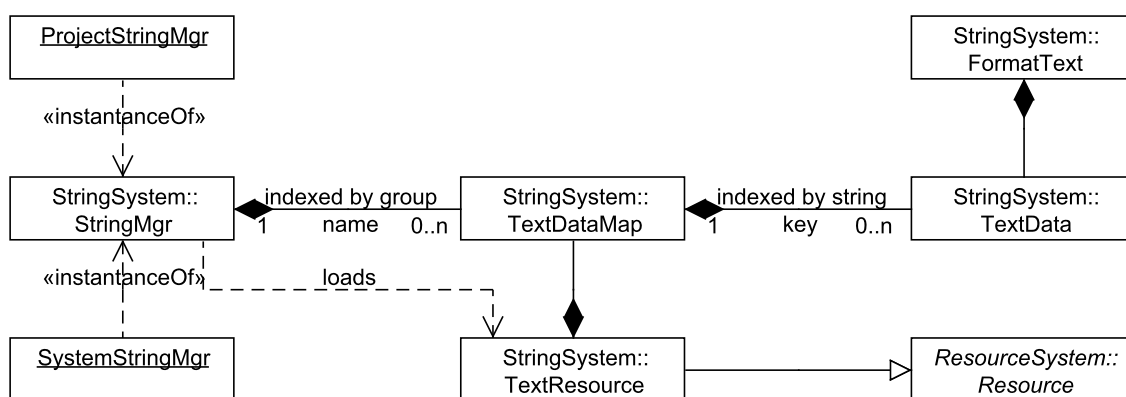 ProjectStringMgr
StringSystem::
FormatText
«instantanceOf»
StringSystem::
StringMgr
indexed by group
1 name 0..n
StringSystem::
TextDataMap
indexed by string
1 key 0..n
StringSystem::
TextData
«instantanceOf»
loads
SystemStringMgr
StringSystem::
TextResource
ResourceSystem::
Resource